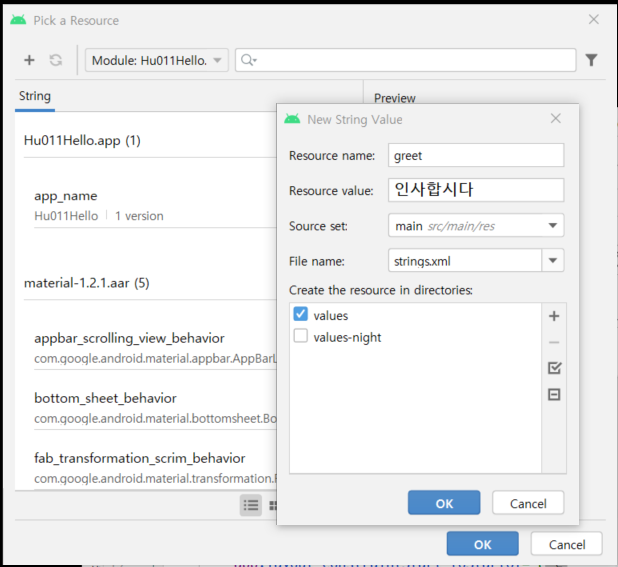 Pick a Resource
Module: Hu011Hello.
String
Preview
Hu011Hello.app (1)
app_name
Hu011Hello | 1 version
material-1.2.1.aar (5)
appbar_scrolling_view_behavior
com.google.android.material.appbar.AppBarL
bottom_sheet_behavior
com.google.android.material.bottomsheet.Bo
fab_transformation_scrim_behavior
com.google.android.material.transformation.F
New String Value
Resource name: greet
Resource value: 인사합시다
Source set: main src/main/res
File name: strings.xml
Create the resource in directories:
values
values-night
OK Cancel
OK Cancel